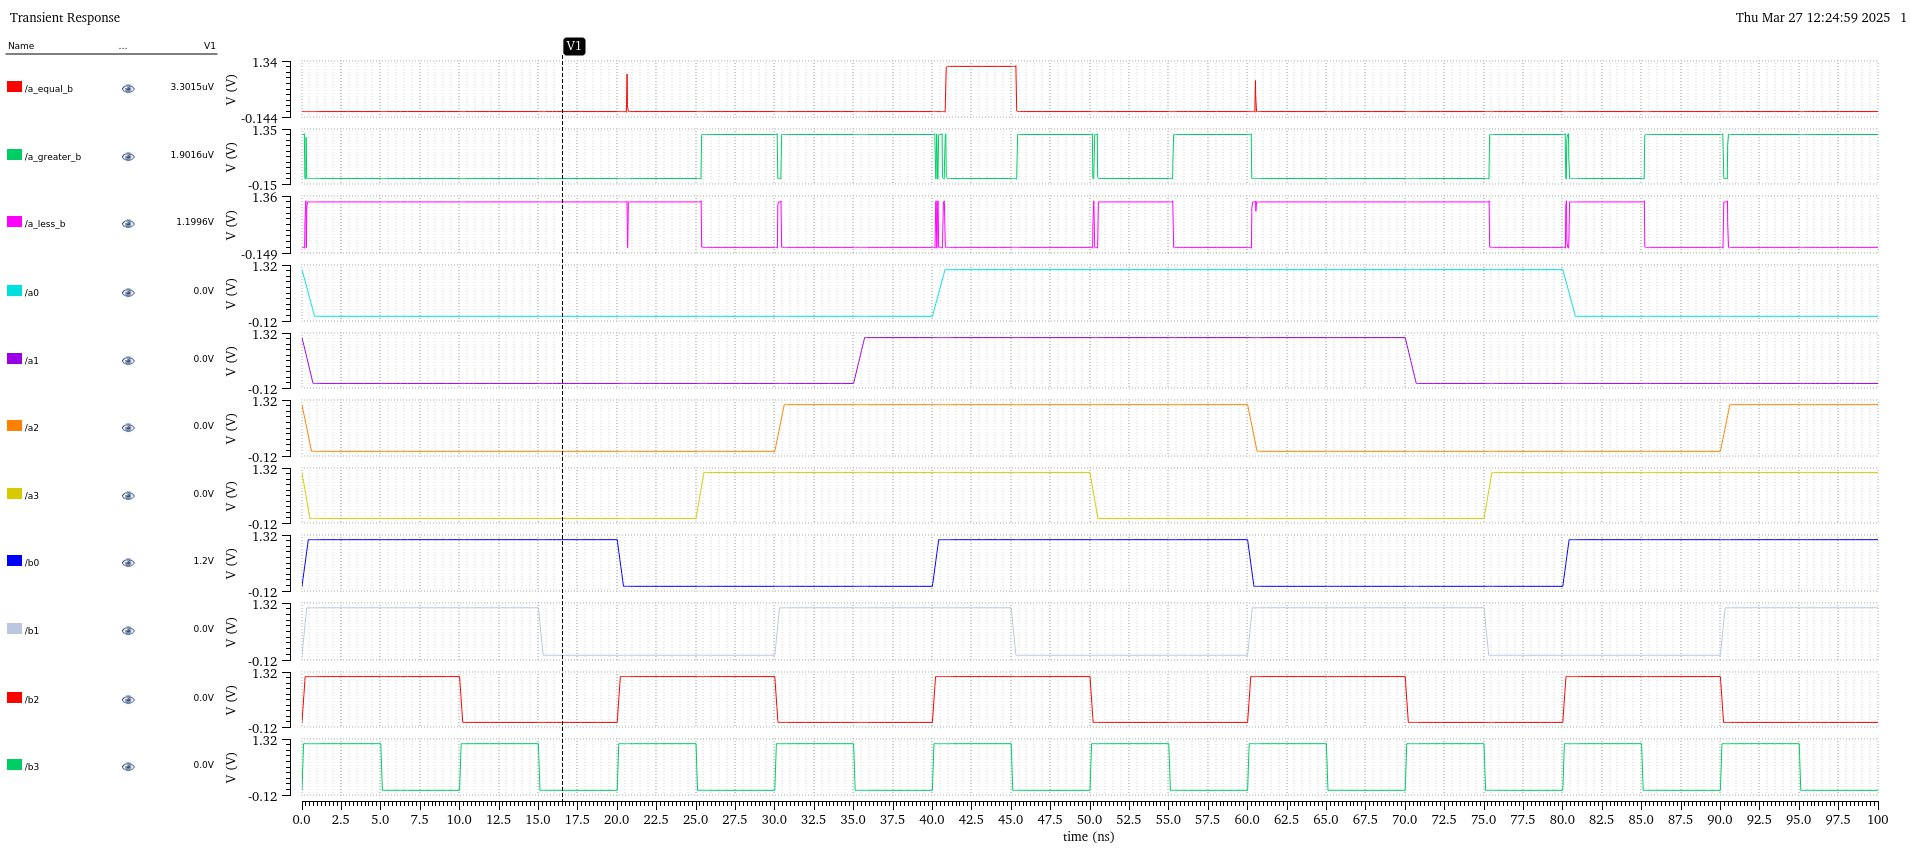 Transient Response
Thu Mar 27 12:24:59 2025 1
Name ... V1
V1
/a_equal_b 3.3015uV V (V) 1.34 -0.144
/a_greater_b 1.9016uV V (V) 1.35 -0.15
/a_less_b 1.1996V V (V) 1.36 -0.149
/a0 0.0V V (V) 1.32 -0.12
/a1 0.0V V (V) 1.32 -0.12
/a2 0.0V V (V) 1.32 -0.12
/a3 0.0V V (V) 1.32 -0.12
/b0 1.2V V (V) 1.32 -0.12
/b1 0.0V V (V) 1.32 -0.12
/b2 0.0V V (V) 1.32 -0.12
/b3 0.0V V (V) 1.32 -0.12
0.0 2.5 5.0 7.5 10.0 12.5 15.0 17.5 20.0 22.5 25.0 27.5 30.0 32.5 35.0 37.5 40.0 42.5 45.0 47.5 50.0 52.5 55.0 57.5 60.0 62.5 65.0 67.5 70.0 72.5 75.0 77.5 80.0 82.5 85.0 87.5 90.0 92.5 95.0 97.5 100
time (ns)